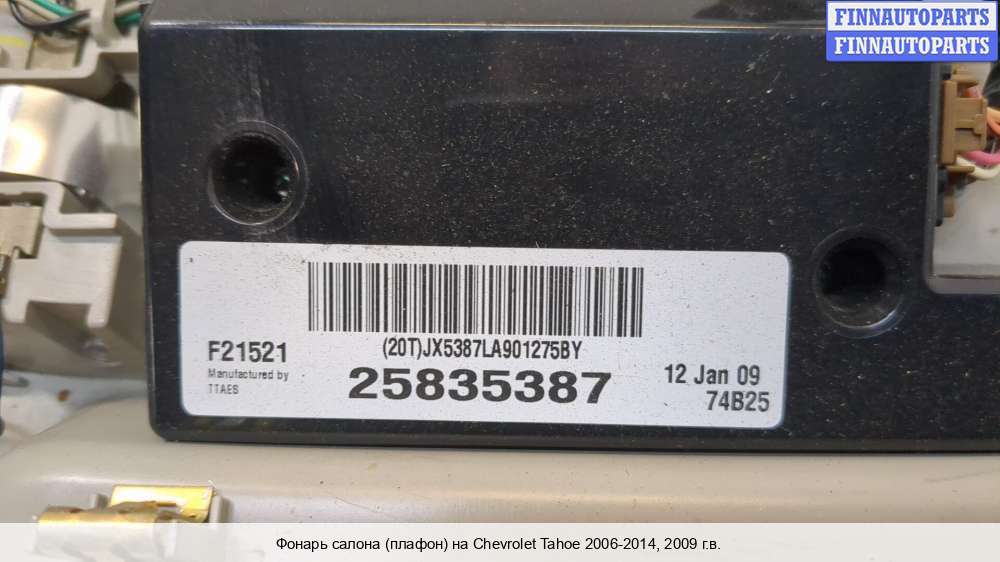 FINNAUTOPARTS
FINNAUTOPARTS
(20T)JX5387LA901275BY
F21521
Manufactured by
TTAES
25835387
12 Jan 09
74B25
Фонарь салона (плафон) на Chevrolet Tahoe 2006-2014, 2009 г.в.